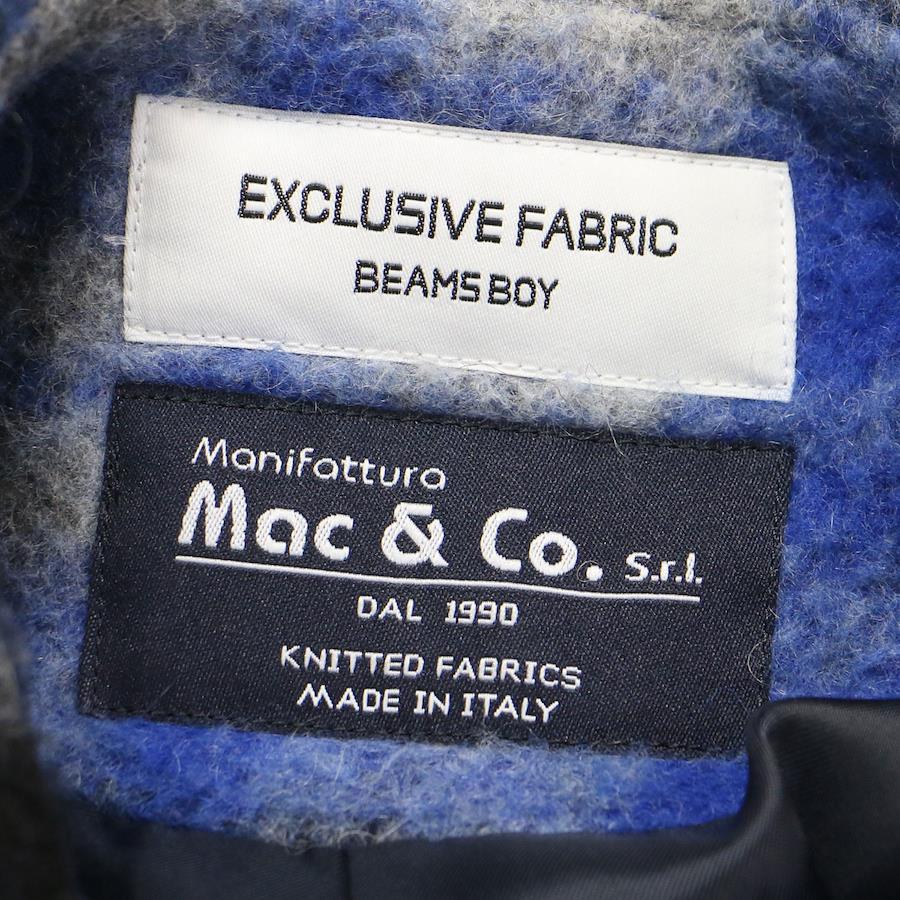 EXCLUSIVE FABRIC
BEAMS BOY
Manifattura
Mac & Co. S.r.l.
DAL 1990
KNITTED FABRICS
MADE IN ITALY